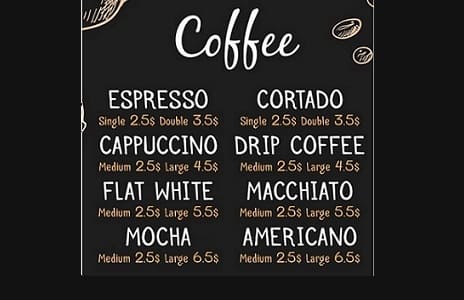 Coffee
ESPRESSO
Single 2.5$ Double 3.5$
CORTADO
Single 2.5$ Double 3.5$
CAPPUCCINO
Medium 2.5$ Large 4.5$
DRIP COFFEE
Medium 2.5$ Large 4.5$
FLAT WHITE
Medium 2.5$ Large 5.5$
MACCHIATO
Medium 2.5$ Large 5.5$
MOCHA
Medium 2.5$ Large 6.5$
AMERICANO
Medium 2.5$ Large 6.5$